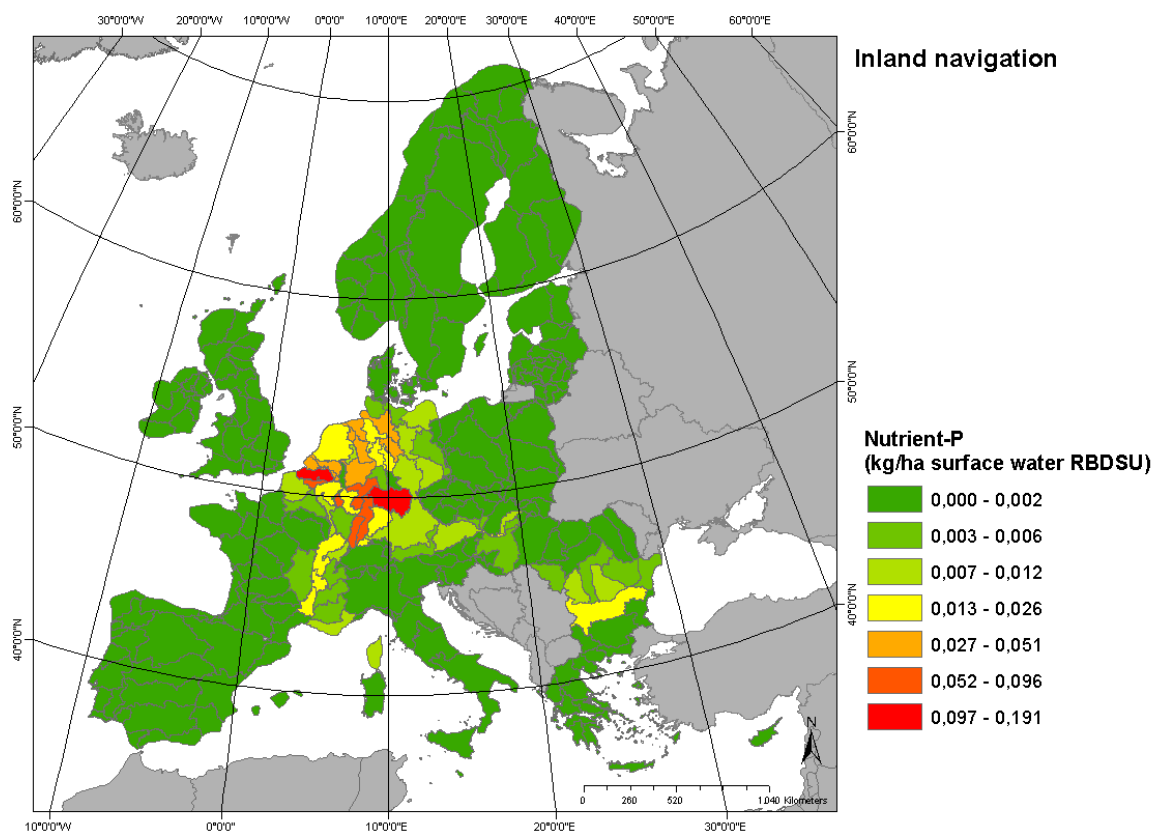 30°0'0"W 20°0'0"W 10°0'0"W 0°0'0" 10°0'0"E 20°0'0"E 30°0'0"E 40°0'0"E 50°0'0"E 60°0'0"E
Inland navigation
60°0'0"N
60°0'0"N
50°0'0"N
50°0'0"N
40°0'0"N
40°0'0"N
Nutrient-P
(kg/ha surface water RBDSU)
0,000 - 0,002
0,003 - 0,006
0,007 - 0,012
0,013 - 0,026
0,027 - 0,051
0,052 - 0,096
0,097 - 0,191
N
0 260 520 1.040 Kilometers
10°0'0"W 0°0'0" 10°0'0"E 20°0'0"E 30°0'0"E